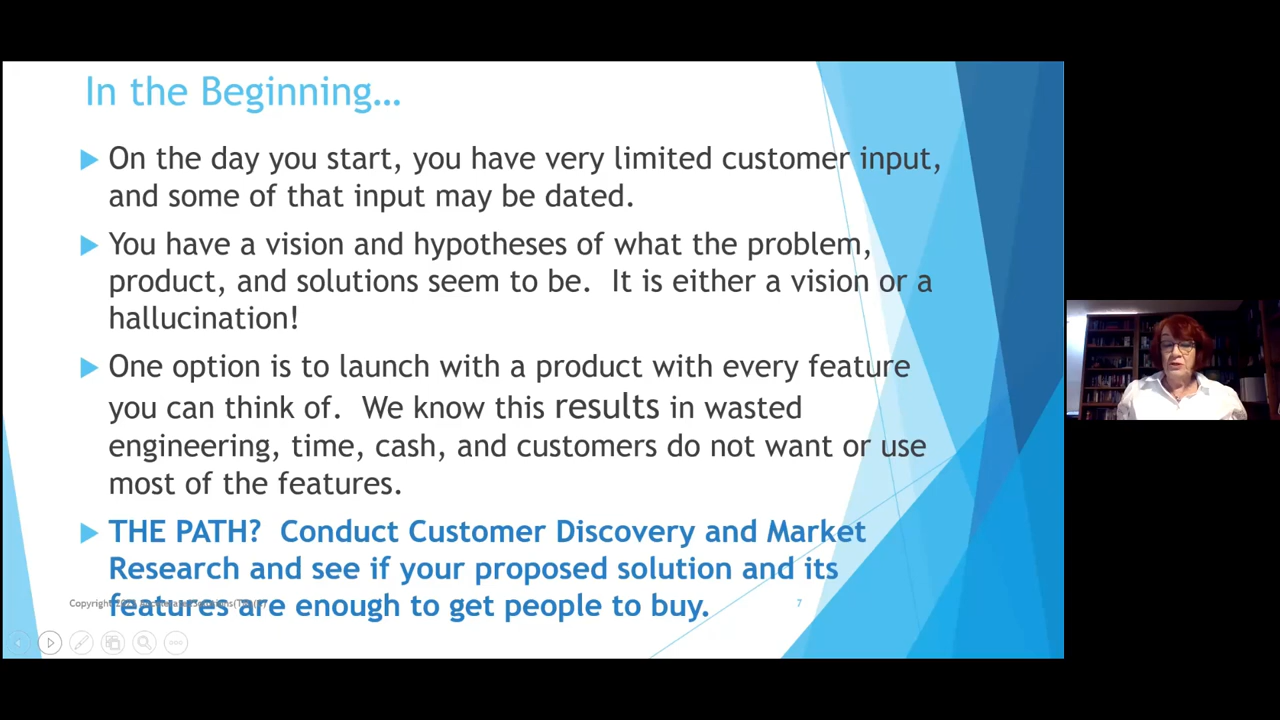 In the Beginning…
On the day you start, you have very limited customer input,
and some of that input may be dated.
You have a vision and hypotheses of what the problem,
product, and solutions seem to be. It is either a vision or a
hallucination!
One option is to launch with a product with every feature
you can think of. We know this results in wasted
engineering, time, cash, and customers do not want or use
most of the features.
THE PATH? Conduct Customer Discovery and Market
Research and see if your proposed solution and its
features are enough to get people to buy.
Copyright
7